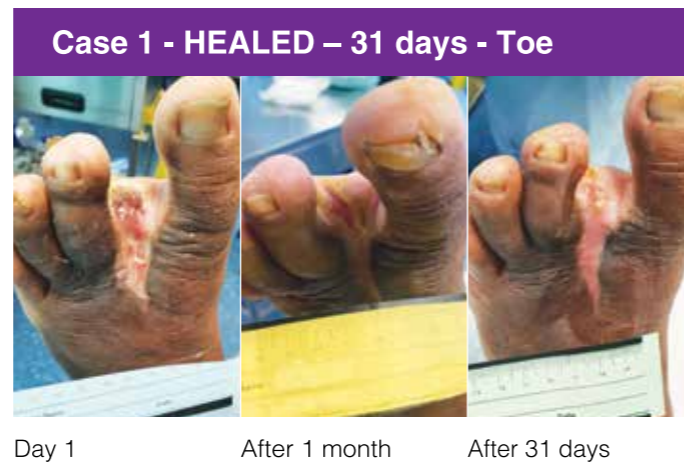 Case 1 - HEALED – 31 days - Toe
Day 1
After 1 month
After 31 days